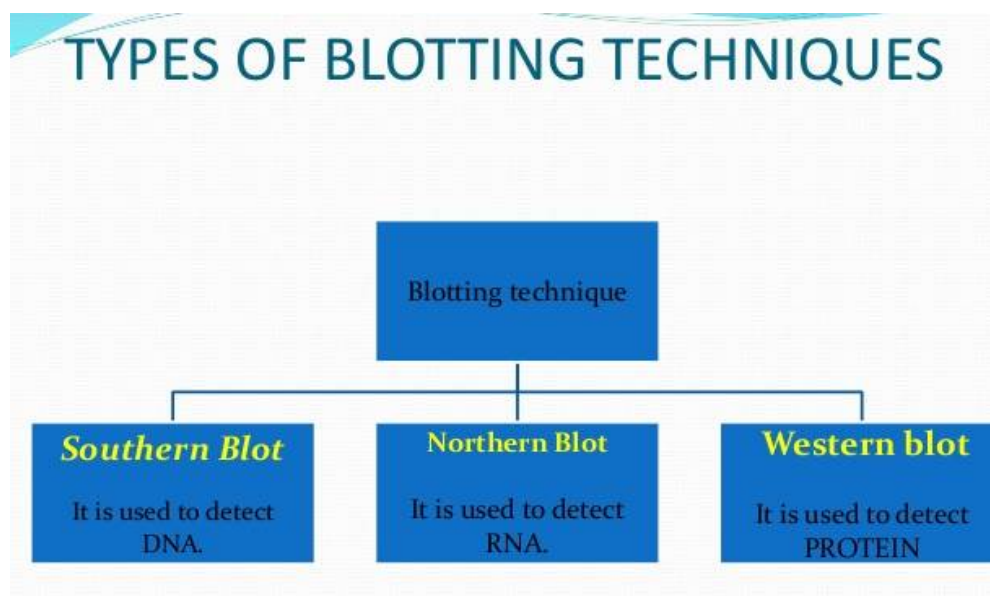 TYPES OF BLOTTING TECHNIQUES
Blotting technique
Southern Blot
It is used to detect
DNA.
Northern Blot
It is used to detect
RNA.
Western blot
It is used to detect
PROTEIN